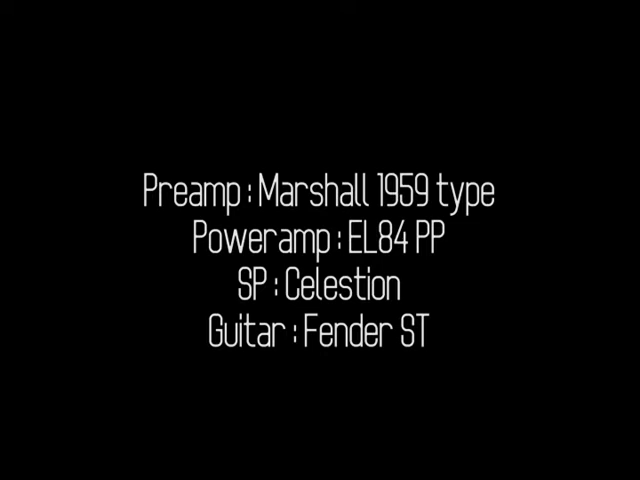 Preamp : Marshall 1959 type
Poweramp : EL84 PP
SP : Celestion
Guitar : Fender ST